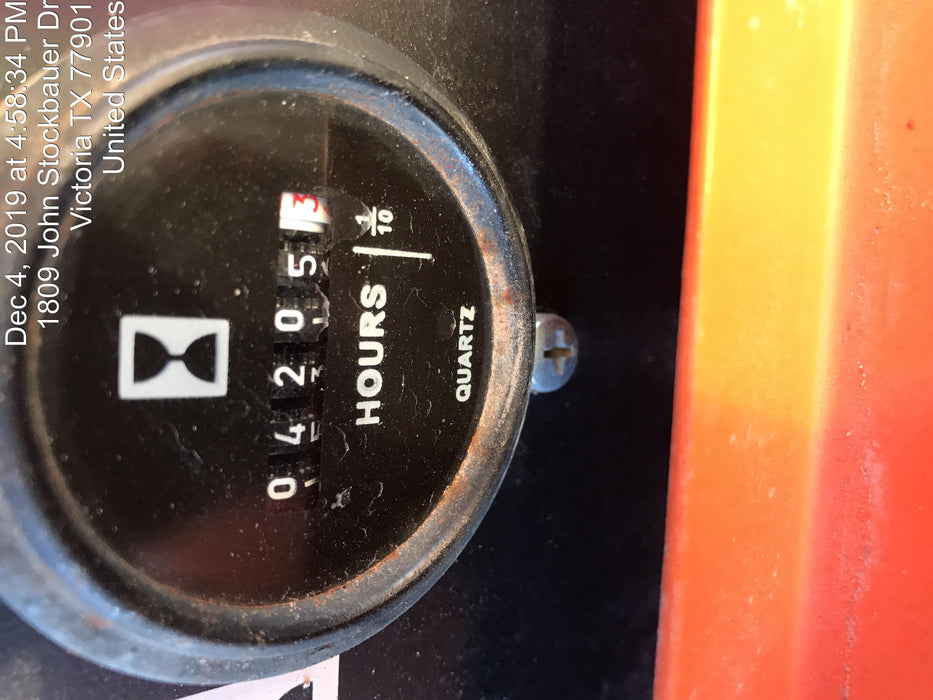 Dec 4, 2019 at 4:58:34 PM
1809 John Stockbauer Dr
Victoria TX 77901
United States
042053
HOURS 1/10
QUARTZ